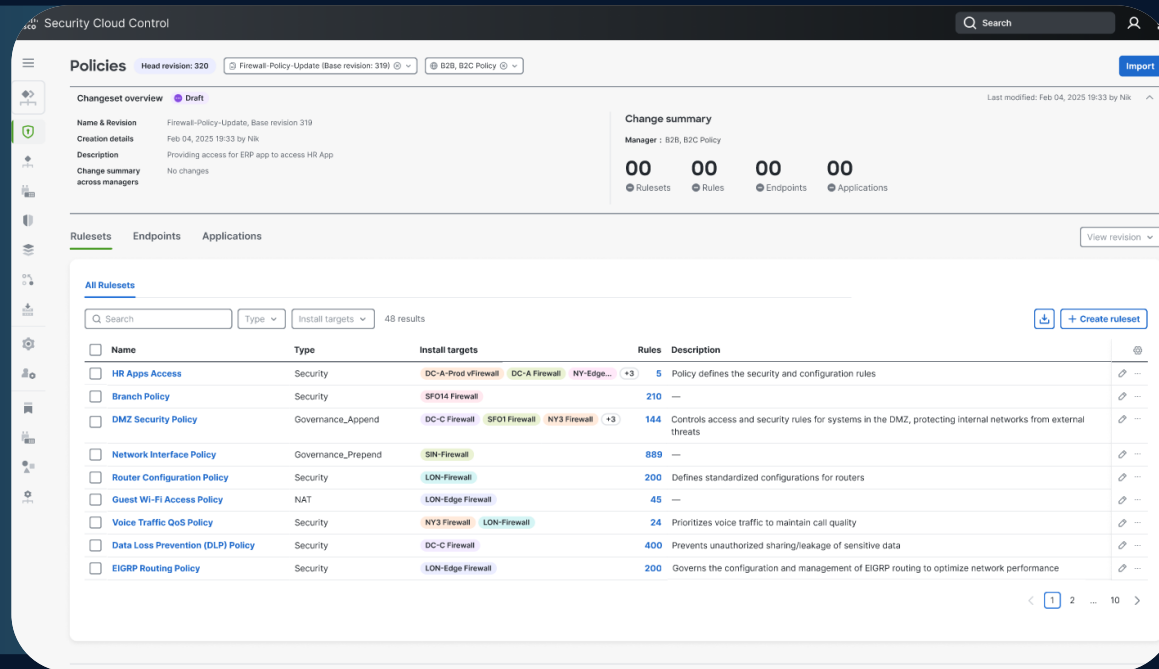 Security Cloud Control
Search
Policies
Head revision: 320
Firewall-Policy-Update (Base revision: 319)
B2B, B2C Policy
Import
Changeset overview
Draft
Last modified: Feb 04, 2025 19:33 by Nik
Name & Revision Firewall-Policy-Update, Base revision 319
Creation details Feb 04, 2025 19:33 by Nik
Description Providing access for ERP app to access HR App
Change summary across managers No changes
Change summary
Manager : B2B, B2C Policy
00 00 00 00
Rulesets Rules Endpoints Applications
Rulesets Endpoints Applications
View revision
All Rulesets
Search Type Install targets 48 results
+ Create ruleset
Name Type Install targets Rules Description
HR Apps Access Security DC-A-Prod vFirewall DC-A Firewall NY-Edge... +3 5 Policy defines the security and configuration rules
Branch Policy Security SFO14 Firewall 210 —
DMZ Security Policy Governance_Append DC-C Firewall SFO1 Firewall NY3 Firewall +3 144 Controls access and security rules for systems in the DMZ, protecting internal networks from external
threats
Network Interface Policy Governance_Prepend SIN-Firewall 889 —
Router Configuration Policy Security LON-Firewall 200 Defines standardized configurations for routers
Guest Wi-Fi Access Policy NAT LON-Edge Firewall 45 —
Voice Traffic QoS Policy Security NY3 Firewall LON-Firewall 24 Prioritizes voice traffic to maintain call quality
Data Loss Prevention (DLP) Policy Security DC-C Firewall 400 Prevents unauthorized sharing/leakage of sensitive data
EIGRP Routing Policy Security LON-Edge Firewall 200 Governs the configuration and management of EIGRP routing to optimize network performance
1 2 ... 10